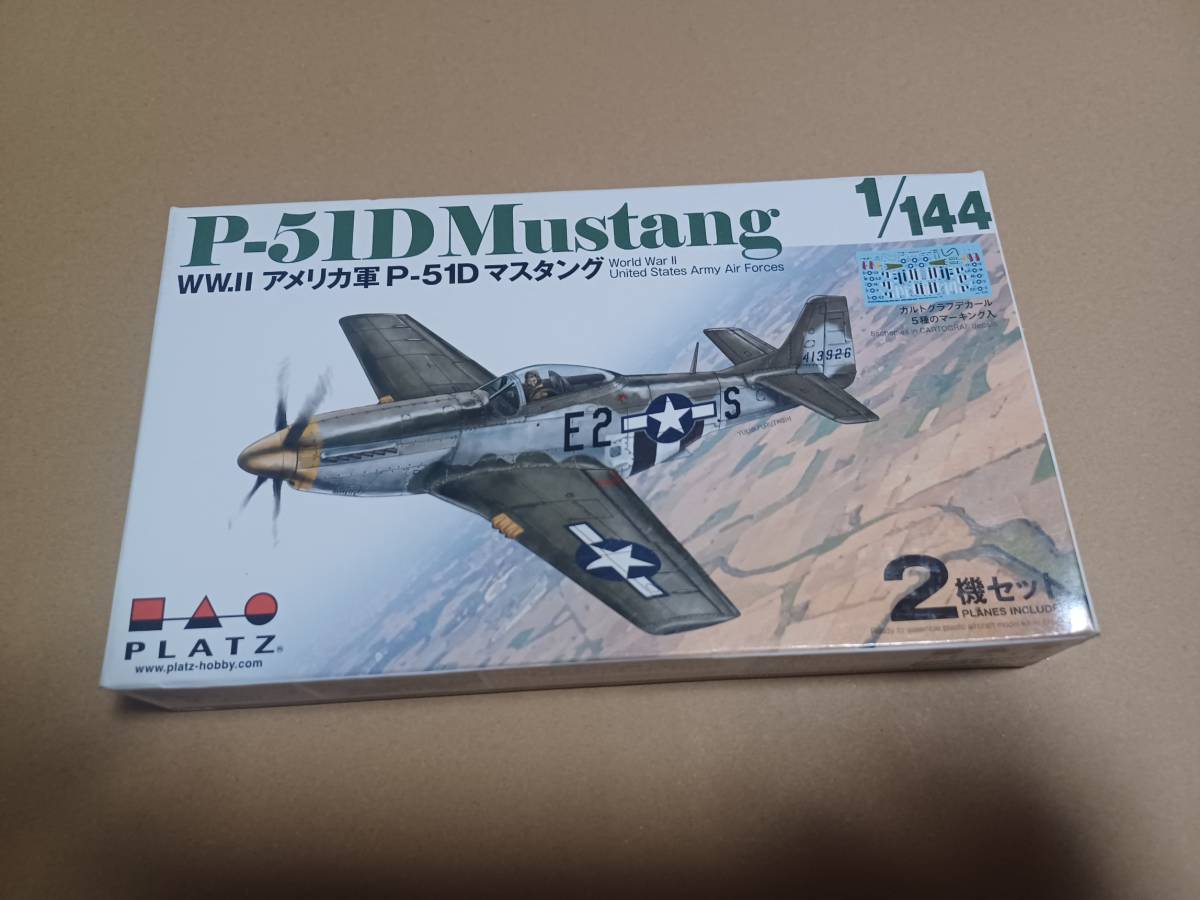 P-51D Mustang
1/144
WW.II アメリカ軍 P-51D マスタング
World War II
United States Army Air Forces
カルトグラフデカール
5種のマーキング入
413926
E2 S
2機セット
PLANES INCLUDE
PLATZ®
www.platz-hobby.com